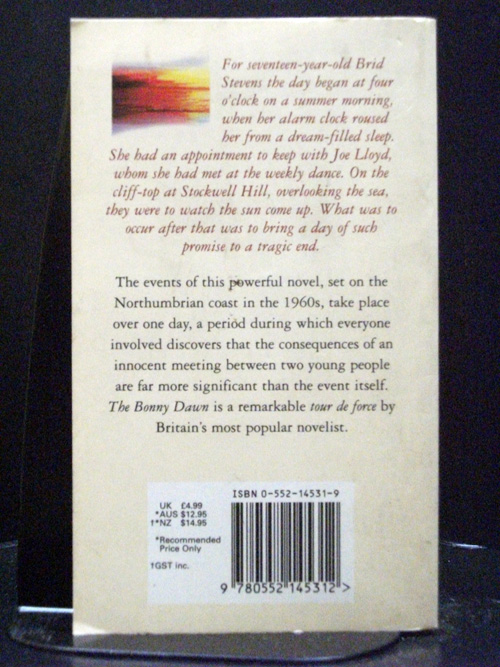 For seventeen-year-old Brid
Stevens the day began at four
o'clock on a summer morning,
when her alarm clock roused
her from a dream-filled sleep.
She had an appointment to keep with Joe Lloyd,
whom she had met at the weekly dance. On the
cliff-top at Stockwell Hill, overlooking the sea,
they were to watch the sun come up. What was to
occur after that was to bring a day of such
promise to a tragic end.
The events of this powerful novel, set on the
Northumbrian coast in the 1960s, take place
over one day, a period during which everyone
involved discovers that the consequences of an
innocent meeting between two young people
are far more significant than the event itself.
The Bonny Dawn is a remarkable tour de force by
Britain's most popular novelist.
ISBN 0-552-14531-9
UK £4.99
*AUS $12.95
†*NZ $14.95
*Recommended
Price Only
†GST inc.
9 780552 145312 >